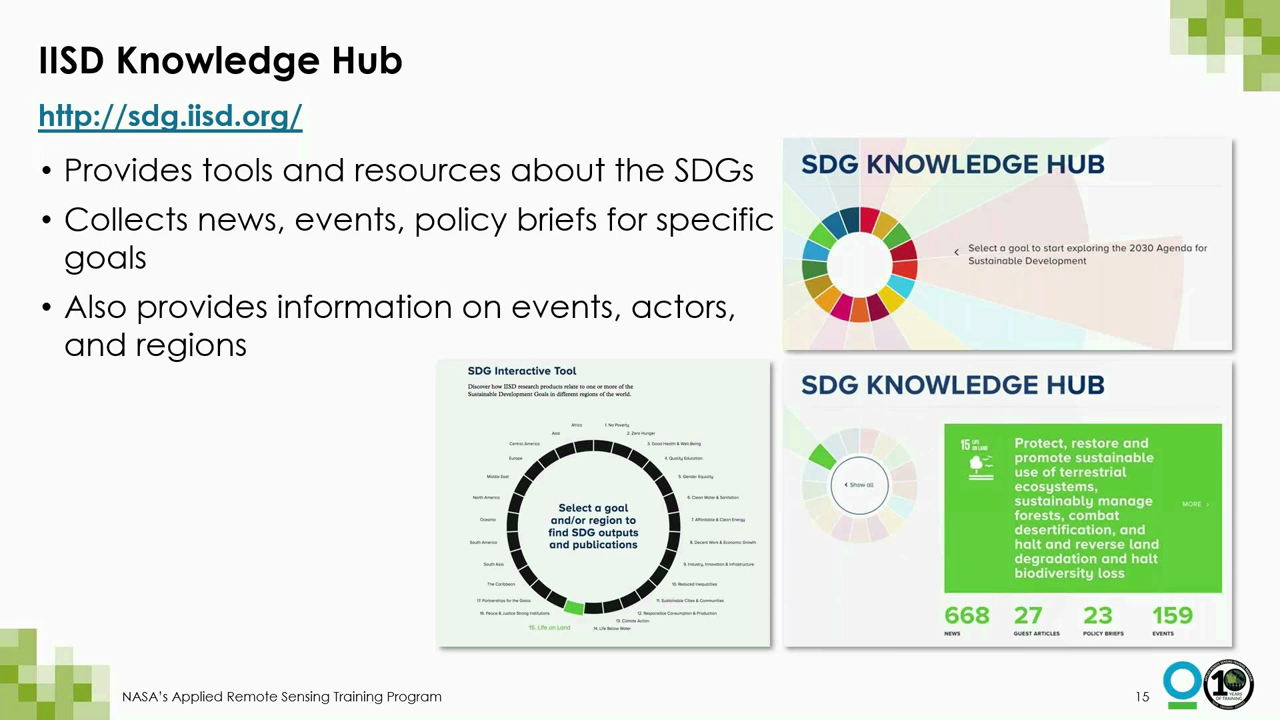 IISD Knowledge Hub
http://sdg.iisd.org/
• Provides tools and resources about the SDGs
• Collects news, events, policy briefs for specific
goals
• Also provides information on events, actors,
and regions
SDG KNOWLEDGE HUB
Select a goal to start exploring the 2030 Agenda for
Sustainable Development
SDG Interactive Tool
Discover how IISD research products relate to one or more of the
Sustainable Development Goals in different regions of the world.
Africa
1. No Poverty
Asia
2. Zero Hunger
Central America
3. Good Health & Well-Being
Europe
4. Quality Education
Middle East
5. Gender Equality
North America
6. Clean Water & Sanitation
Oceania
7. Affordable & Clean Energy
South America
8. Decent Work & Economic Growth
South Asia
9. Industry, Innovation & Infrastructure
The Caribbean
10. Reduced Inequalities
17. Partnerships for the Goals
11. Sustainable Cities & Communities
16. Peace & Justice Strong Institutions
12. Responsible Consumption & Production
13. Climate Action
15. Life on Land
14. Life Below Water
Select a goal
and/or region to
find SDG outputs
and publications
SDG KNOWLEDGE HUB
Show all
15 LIFE
ON LAND
Protect, restore and
promote sustainable
use of terrestrial
ecosystems,
sustainably manage
forests, combat
desertification, and
halt and reverse land
degradation and halt
biodiversity loss
MORE
668 27 23 159
NEWS GUEST ARTICLES POLICY BRIEFS EVENTS
NASA's Applied Remote Sensing Training Program
15
10
YEARS
OF TRAINING